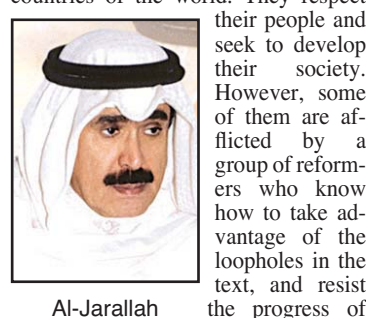 countries of the world. They respect
their people and
seek to develop
their society.
However, some
of them are af-
flicted by a
group of reform-
ers who know
how to take ad-
vantage of the
loopholes in the
text, and resist
Al-Jarallah
the progress of